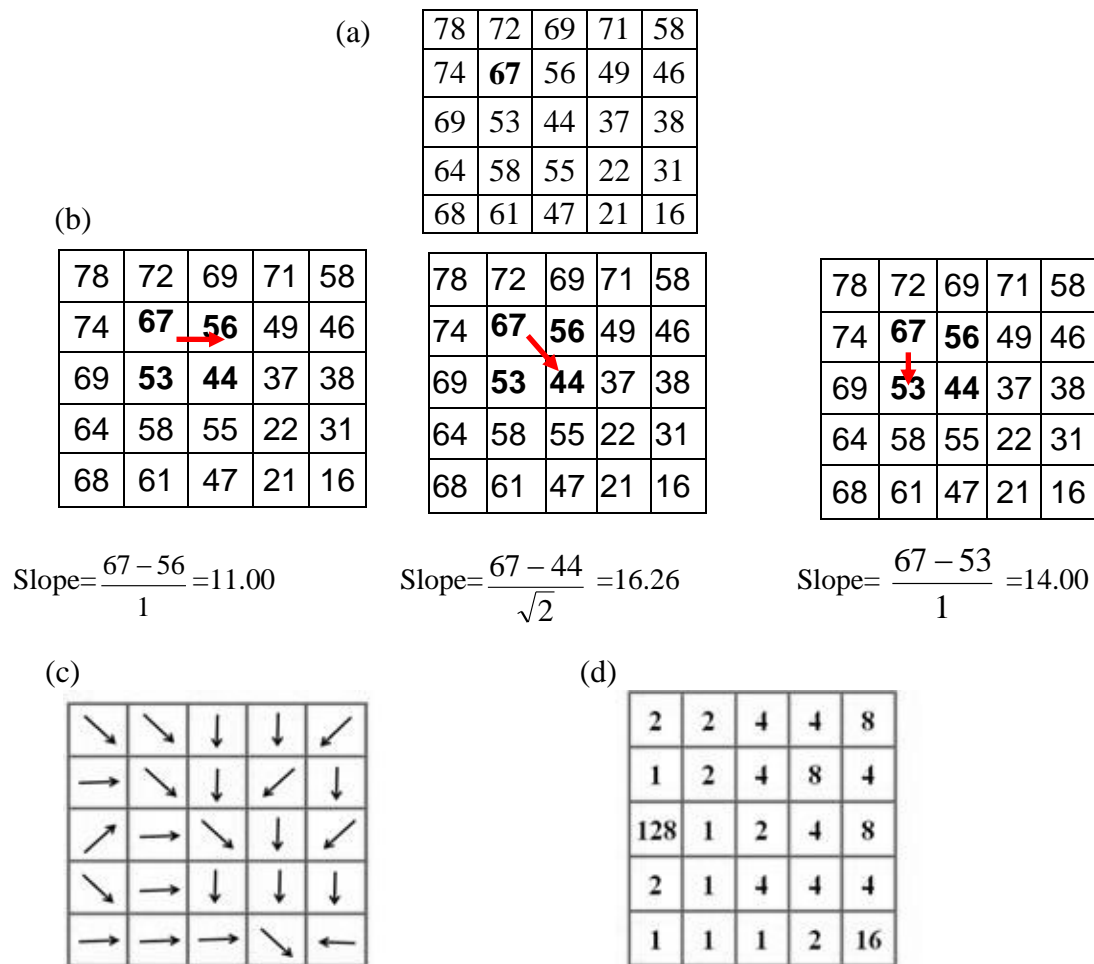 (a)
78 72 69 71 58
74 67 56 49 46
69 53 44 37 38
64 58 55 22 31
68 61 47 21 16
(b)
78 72 69 71 58
74 67 56 49 46
69 53 44 37 38
64 58 55 22 31
68 61 47 21 16
78 72 69 71 58
74 67 56 49 46
69 53 44 37 38
64 58 55 22 31
68 61 47 21 16
78 72 69 71 58
74 67 56 49 46
69 53 44 37 38
64 58 55 22 31
68 61 47 21 16
Slope= \frac{67 − 56}{1} =11.00
Slope= \frac{67 − 44}{\sqrt{2}} =16.26
Slope= \frac{67 − 53}{1} =14.00
(c)
↘ ↘ ↓ ↓ ↙
→ ↘ ↓ ↙ ↓
↗ → ↘ ↓ ↙
↘ → ↓ ↓ ↓
→ → → ↘ ←
(d)
2 2 4 4 8
1 2 4 8 4
128 1 2 4 8
2 1 4 4 4
1 1 1 2 16